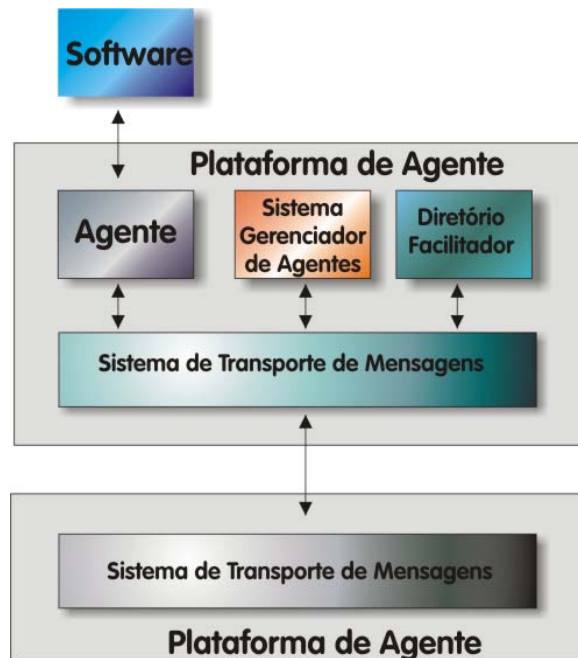 Software
Plataforma de Agente
Agente
Sistema
Gerenciador
de Agentes
Diretório
Facilitador
Sistema de Transporte de Mensagens
Sistema de Transporte de Mensagens
Plataforma de Agente